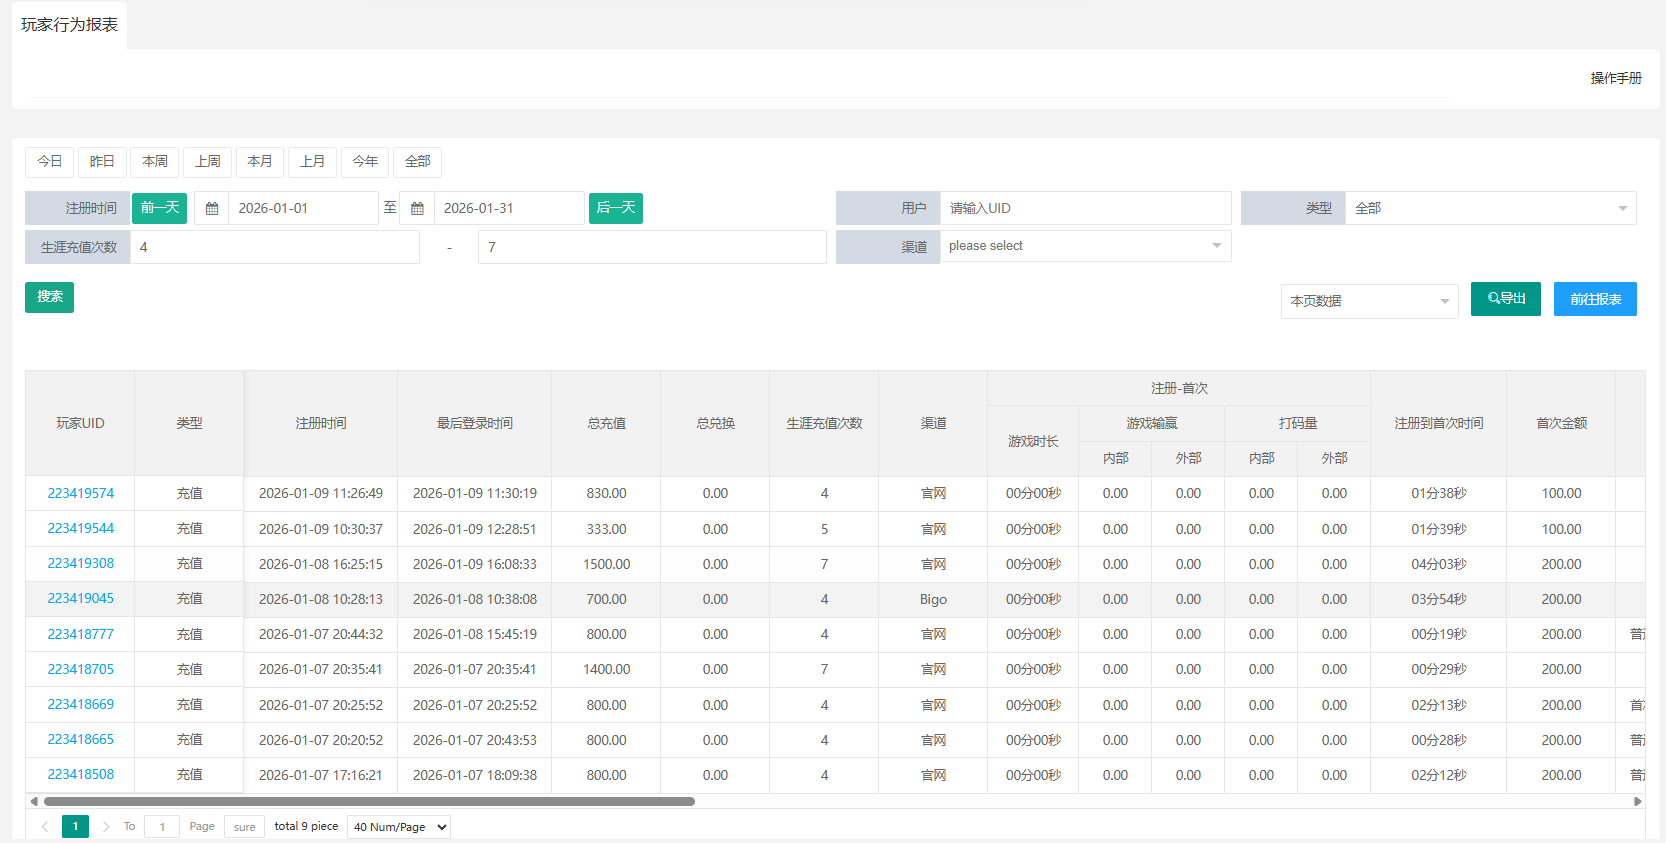 玩家行为报表
操作手册
今日 昨日 本周 上周 本月 上月 今年 全部
注册时间 前一天 2026-01-01 至 2026-01-31 后一天 用户 请输入UID 类型 全部
生涯充值次数 4 - 7 渠道 please select
搜索 本页数据 导出 前往报表
注册-首次
玩家UID 类型 注册时间 最后登录时间 总充值 总兑换 生涯充值次数 渠道 游戏时长 游戏输赢 打码量 注册到首次时间 首次金额
内部 外部 内部 外部
223419574 充值 2026-01-09 11:26:49 2026-01-09 11:30:19 830.00 0.00 4 官网 00分00秒 0.00 0.00 0.00 0.00 01分38秒 100.00
223419544 充值 2026-01-09 10:30:37 2026-01-09 12:28:51 333.00 0.00 5 官网 00分00秒 0.00 0.00 0.00 0.00 01分39秒 100.00
223419308 充值 2026-01-08 16:25:15 2026-01-09 16:08:33 1500.00 0.00 7 官网 00分00秒 0.00 0.00 0.00 0.00 04分03秒 200.00
223419045 充值 2026-01-08 10:28:13 2026-01-08 10:38:08 700.00 0.00 4 Bigo 00分00秒 0.00 0.00 0.00 0.00 03分54秒 200.00
223418777 充值 2026-01-07 20:44:32 2026-01-08 15:45:19 800.00 0.00 4 官网 00分00秒 0.00 0.00 0.00 0.00 00分19秒 200.00 普
223418705 充值 2026-01-07 20:35:41 2026-01-07 20:35:41 1400.00 0.00 7 官网 00分00秒 0.00 0.00 0.00 0.00 00分29秒 200.00
223418669 充值 2026-01-07 20:25:52 2026-01-07 20:25:52 800.00 0.00 4 官网 00分00秒 0.00 0.00 0.00 0.00 02分13秒 200.00 首
223418665 充值 2026-01-07 20:20:52 2026-01-07 20:43:53 800.00 0.00 4 官网 00分00秒 0.00 0.00 0.00 0.00 00分28秒 200.00 普
223418508 充值 2026-01-07 17:16:21 2026-01-07 18:09:38 800.00 0.00 4 官网 00分00秒 0.00 0.00 0.00 0.00 02分12秒 200.00 普
1 To 1 Page sure total 9 piece 40 Num/Page